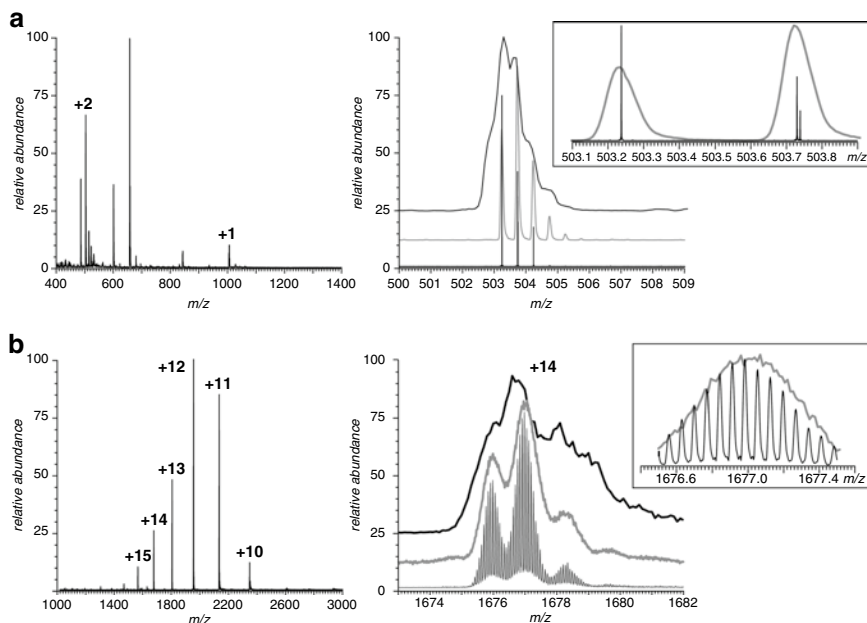 a
100
75
50
25
0
relative abundance
+2
+1
400 600 800 1000 1200 1400
m/z
100
75
50
25
0
relative abundance
500 501 502 503 504 505 506 507 508 509
m/z
503.1 503.2 503.3 503.4 503.5 503.6 503.7 503.8 m/z
b
100
75
50
25
0
relative abundance
+12
+11
+13
+14
+15
+10
1000 1400 1800 2200 2600 3000
m/z
100
75
50
25
0
relative abundance
+14
1674 1676 1678 1680 1682
m/z
1676.6 1677.0 1677.4 m/z